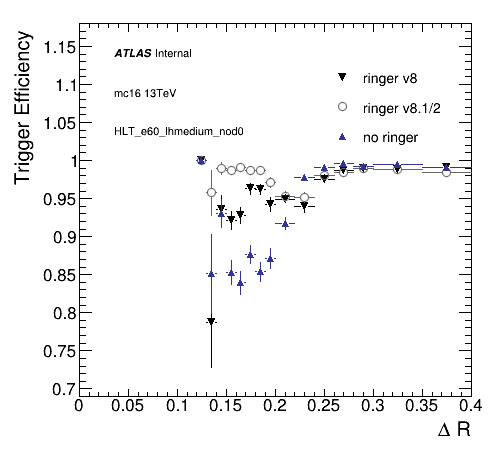 Trigger Efficiency
1.15
1.1
1.05
1
0.95
0.9
0.85
0.8
0.75
0.7
ATLAS Internal
mc16 13TeV
HLT_e60_lhmedium_nod0
ringer v8
ringer v8.1/2
no ringer
0 0.05 0.1 0.15 0.2 0.25 0.3 0.35 0.4
Δ R